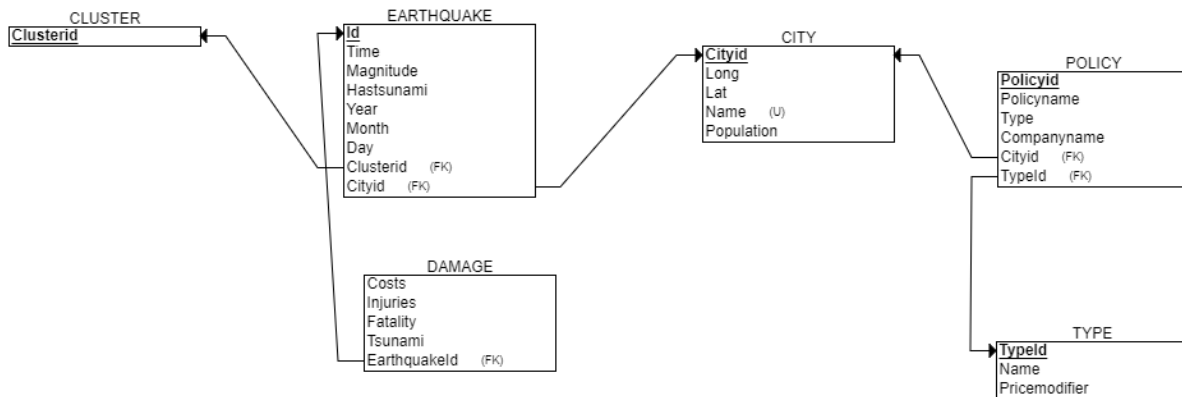 CLUSTER
Clusterid
EARTHQUAKE
Id
Time
Magnitude
Hastsunami
Year
Month
Day
Clusterid (FK)
Cityid (FK)
DAMAGE
Costs
Injuries
Fatality
Tsunami
EarthquakeId (FK)
CITY
Cityid
Long
Lat
Name (U)
Population
POLICY
Policyid
Policyname
Type
Companyname
Cityid (FK)
TypeId (FK)
TYPE
TypeId
Name
Pricemodifier